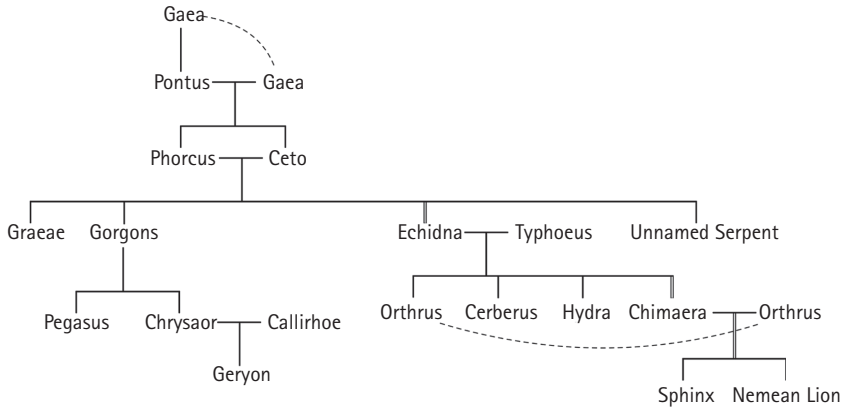 Gaea
Pontus Gaea
Phorcus Ceto
Graeae Gorgons Echidna Typhoeus Unnamed Serpent
Pegasus Chrysaor Callirhoe Orthrus Cerberus Hydra Chimaera Orthrus
Geryon
Sphinx Nemean Lion